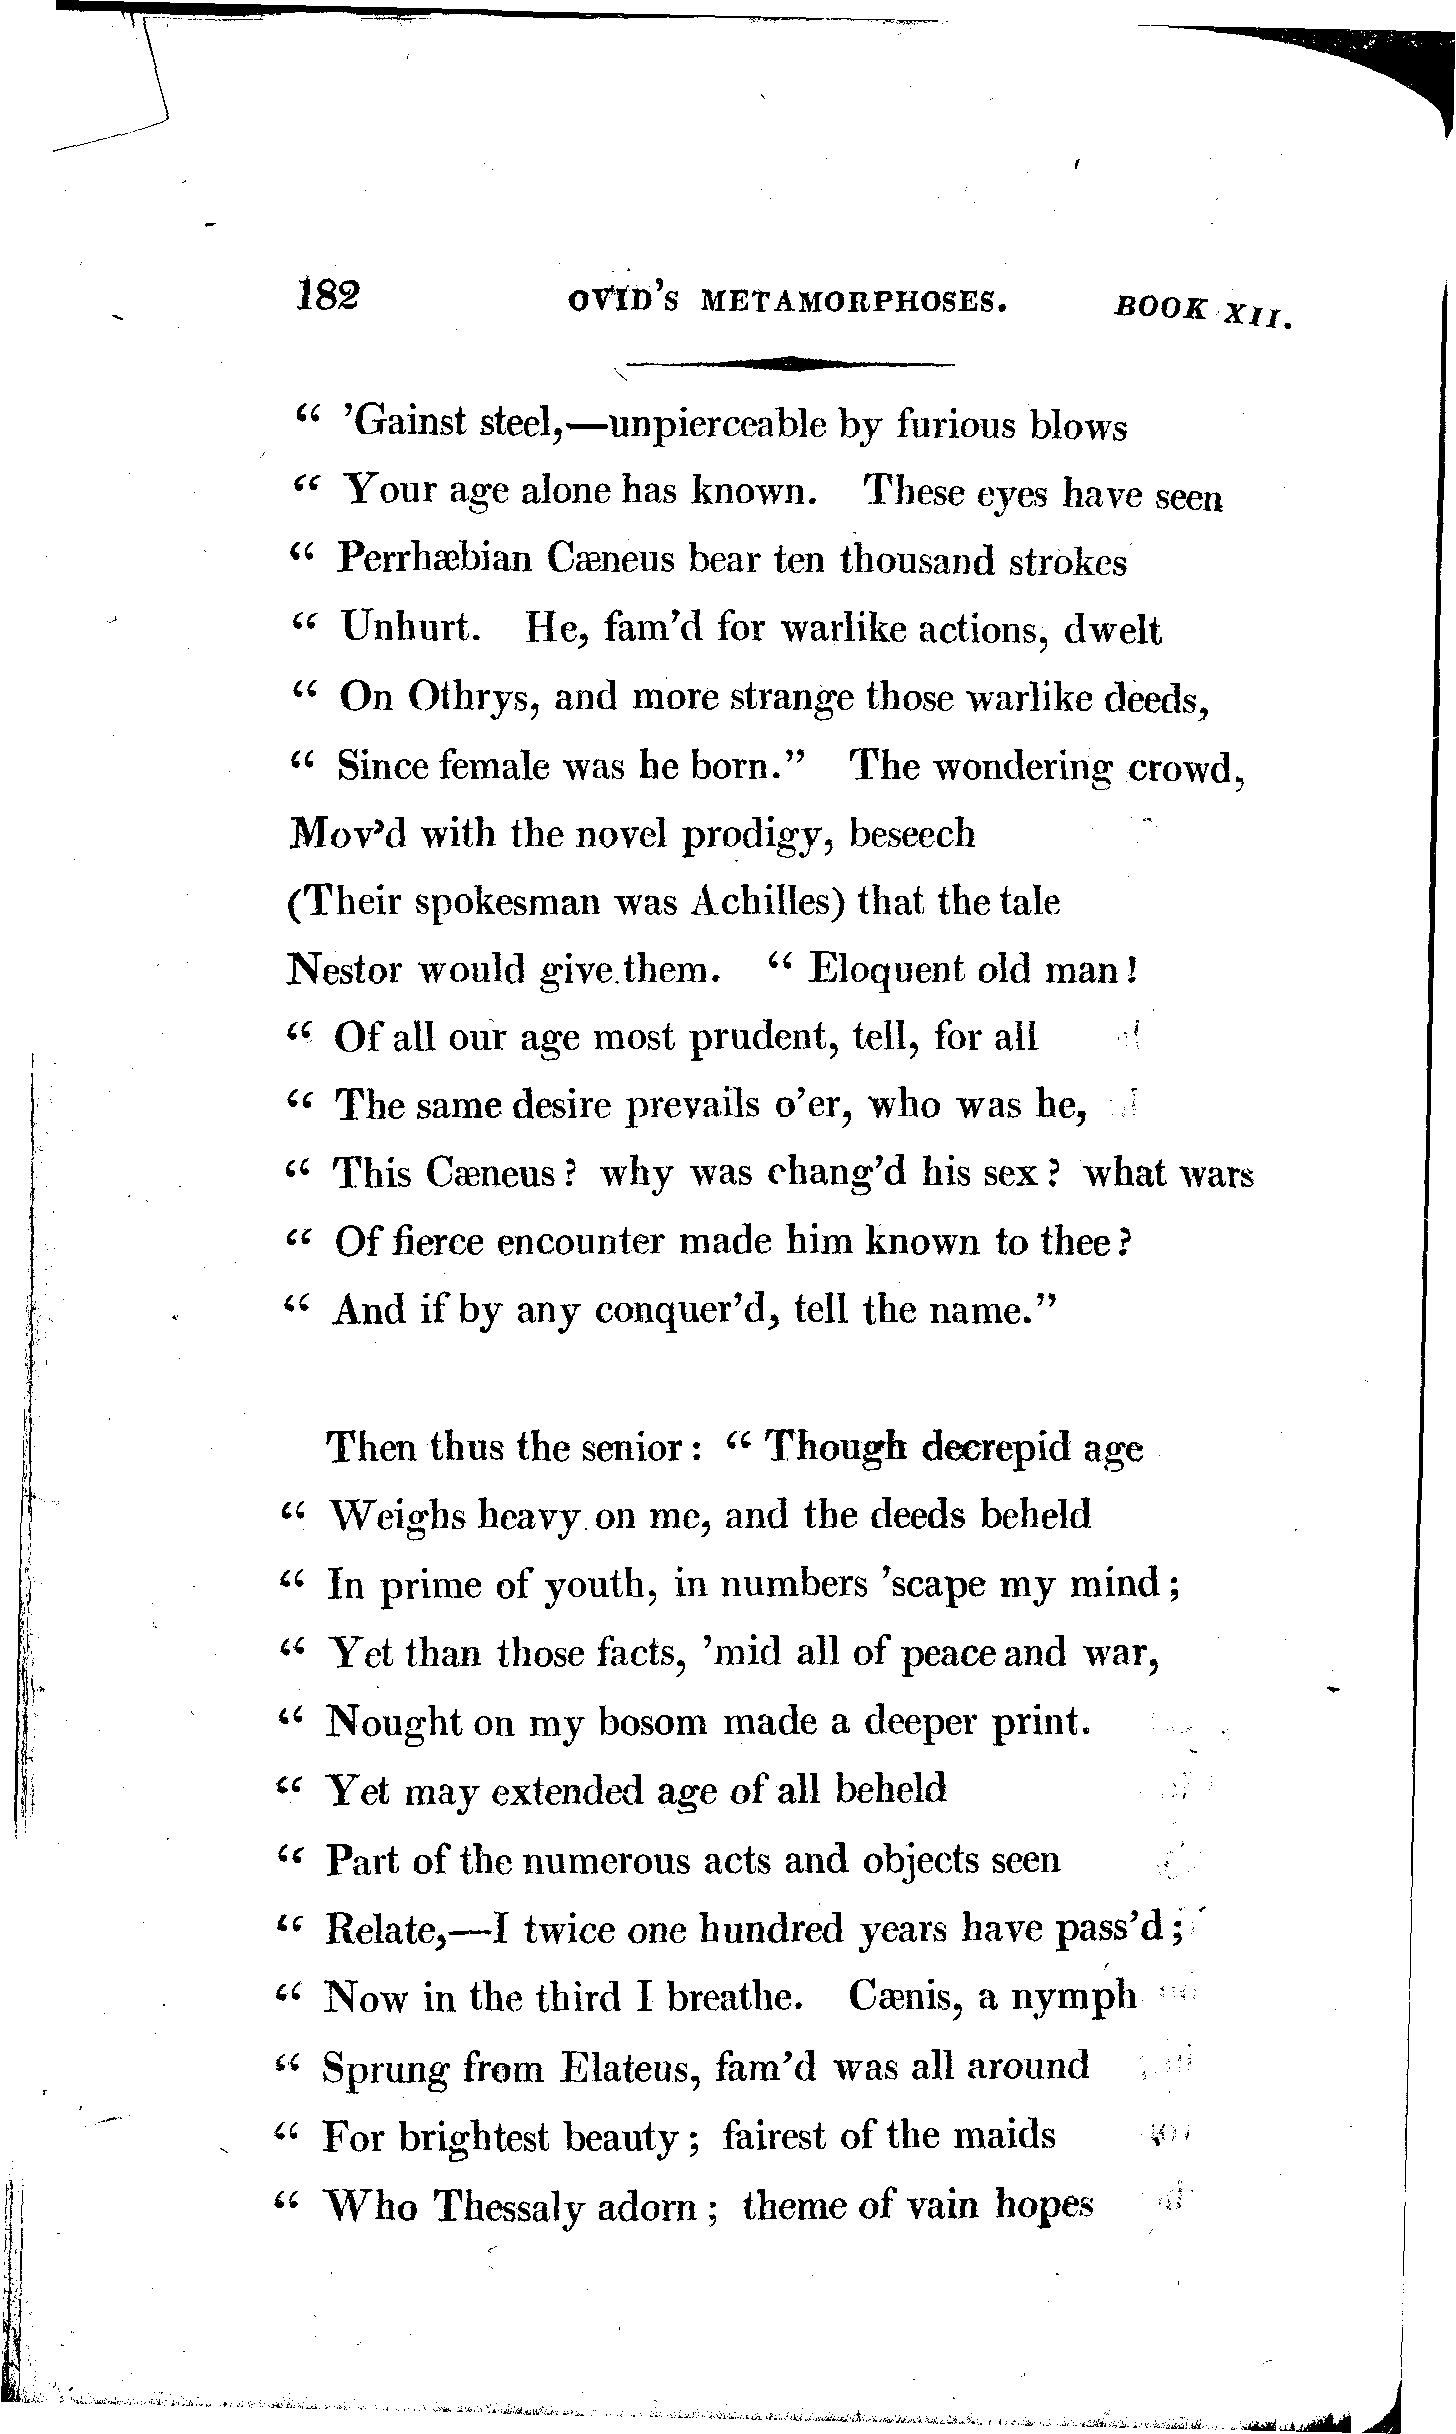 182 OVID'S METAMORPHOSES. BOOK XII.
“ 'Gainst steel,—unpierceable by furious blows
“ Your age alone has known. These eyes have seen
“ Perrhæbian Cæneus bear ten thousand strokes
“ Unhurt. He, fam'd for warlike actions, dwelt
“ On Othrys, and more strange those warlike deeds,
“ Since female was he born.” The wondering crowd,
Mov'd with the novel prodigy, beseech
(Their spokesman was Achilles) that the tale
Nestor would give them. “ Eloquent old man!
“ Of all our age most prudent, tell, for all
“ The same desire prevails o'er, who was he,
“ This Cæneus? why was chang'd his sex? what wars
“ Of fierce encounter made him known to thee?
“ And if by any conquer'd, tell the name.”
Then thus the senior: “ Though decrepid age
“ Weighs heavy on me, and the deeds beheld
“ In prime of youth, in numbers 'scape my mind;
“ Yet than those facts, 'mid all of peace and war,
“ Nought on my bosom made a deeper print.
“ Yet may extended age of all beheld
“ Part of the numerous acts and objects seen
“ Relate,—I twice one hundred years have pass'd;
“ Now in the third I breathe. Cænis, a nymph
“ Sprung from Elateus, fam'd was all around
“ For brightest beauty; fairest of the maids
“ Who Thessaly adorn; theme of vain hopes